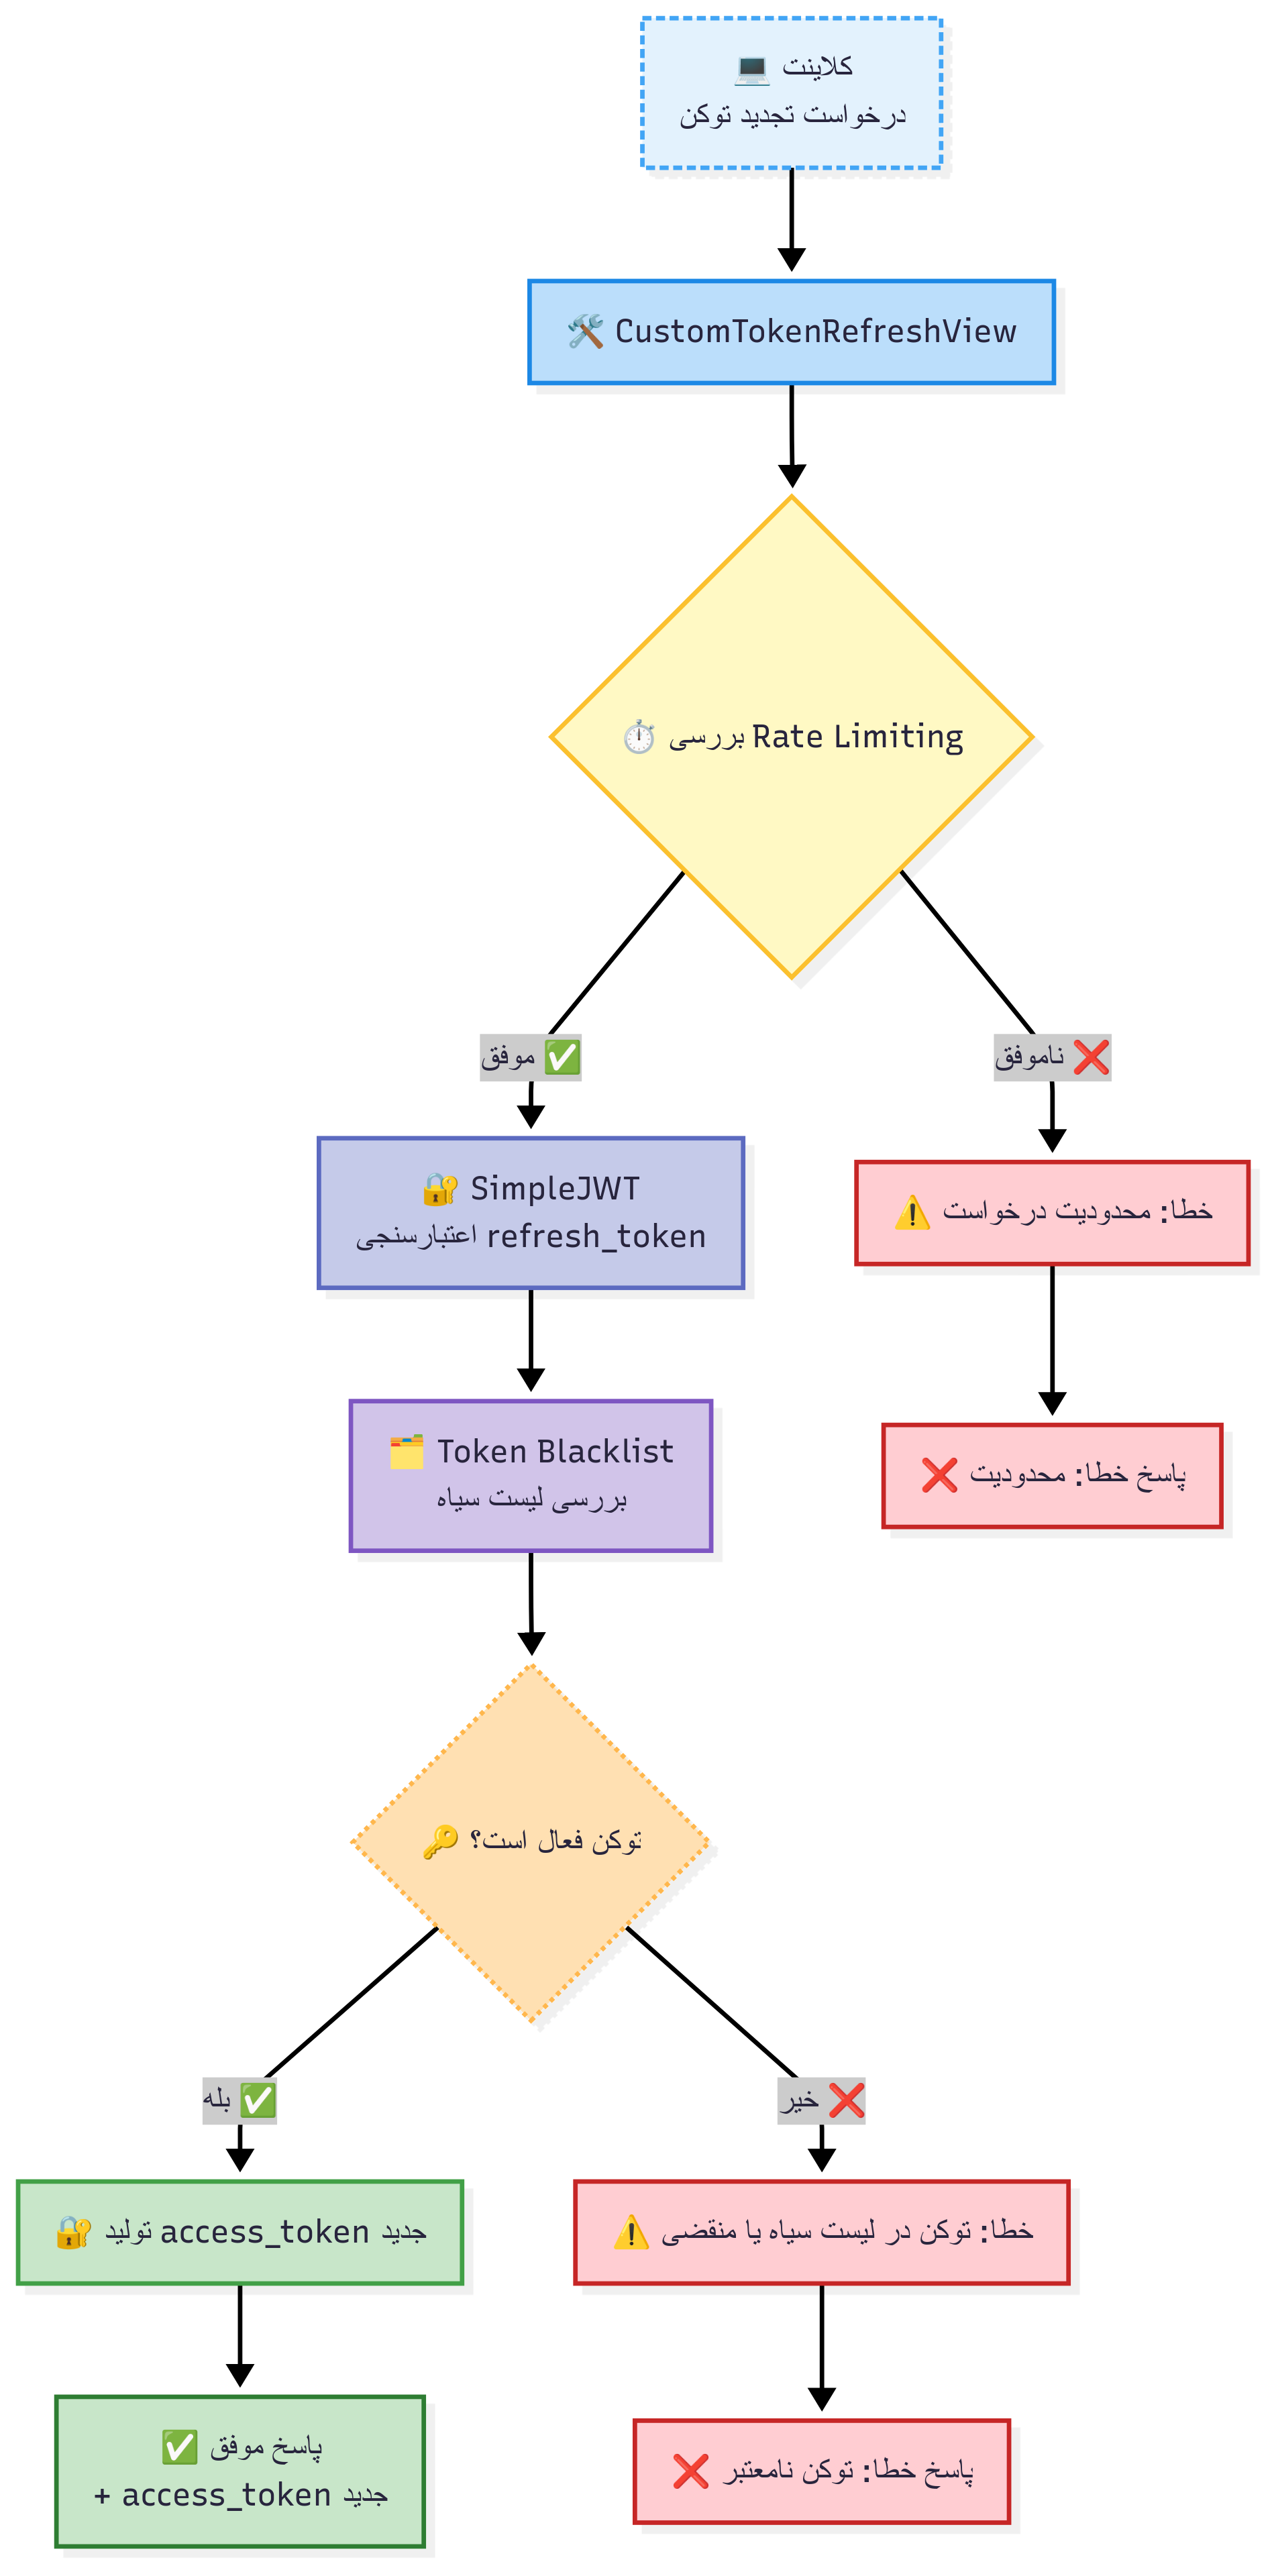 💻 کلاینت
درخواست تجدید توکن
🛠️ CustomTokenRefreshView
⏱️ بررسی Rate Limiting
✅ موفق
❌ ناموفق
🔐 SimpleJWT
اعتبارسنجی refresh_token
⚠️ خطا: محدودیت درخواست
🗂️ Token Blacklist
بررسی لیست سیاه
❌ پاسخ خطا: محدودیت
🔑 توکن فعال است؟
✅ بله
❌ خیر
🔐 تولید access_token جدید
⚠️ خطا: توکن در لیست سیاه یا منقضی
✅ پاسخ موفق
+ access_token جدید
❌ پاسخ خطا: توکن نامعتبر